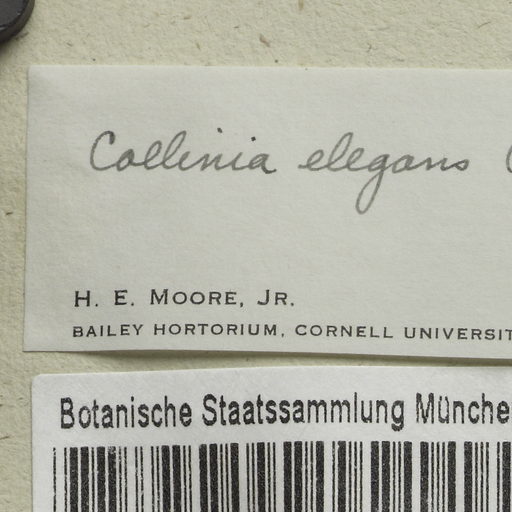 Collinia elegans (
H. E. MOORE, JR.
BAILEY HORTORIUM, CORNELL UNIVERSIT
Botanische Staatssammlung Münche